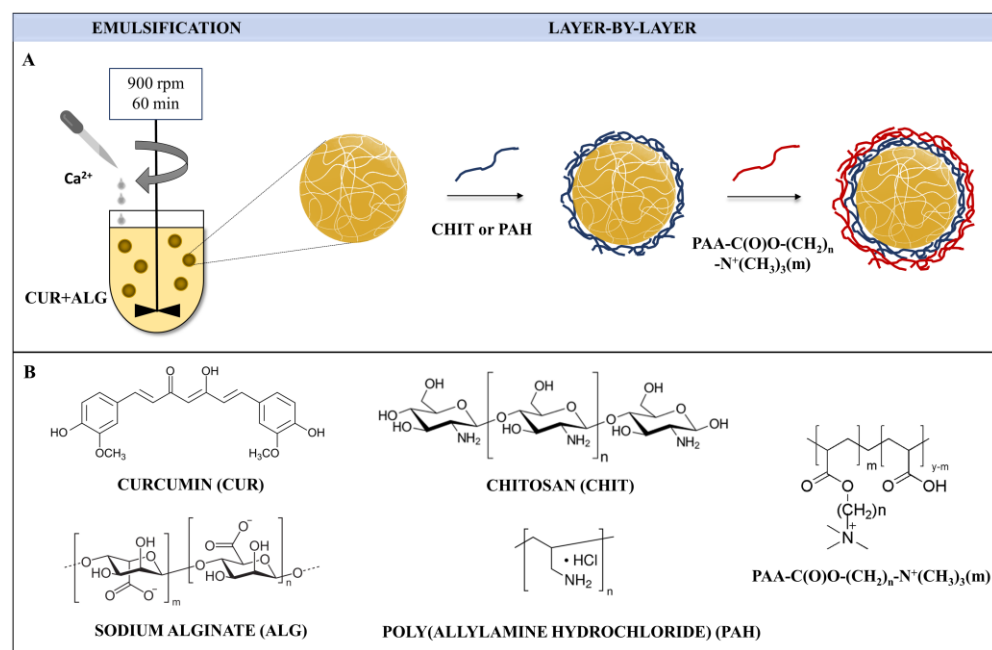 EMULSIFICATION
LAYER-BY-LAYER
A
900 rpm
60 min
Ca²⁺
CUR+ALG
CHIT or PAH
PAA-C(O)O-(CH₂)ₙ
-N⁺(CH₃)₃(m)
B
O
OH
HO
OCH₃
H₃CO
OH
CURCUMIN (CUR)
OH
O
HO
HO
NH₂
OH
O
O
HO
NH₂
n
OH
O
O
HO
OH
NH₂
CHITOSAN (CHIT)
O
OH
O
HO
O
O⁻
m
O⁻
O
O
OH
O
HO
n
O
SODIUM ALGINATE (ALG)
• HCl
NH₂
n
POLY(ALLYLAMINE HYDROCHLORIDE) (PAH)
m
y-m
O
O
O
OH
(CH₂)n
N⁺
PAA-C(O)O-(CH₂)ₙ-N⁺(CH₃)₃(m)